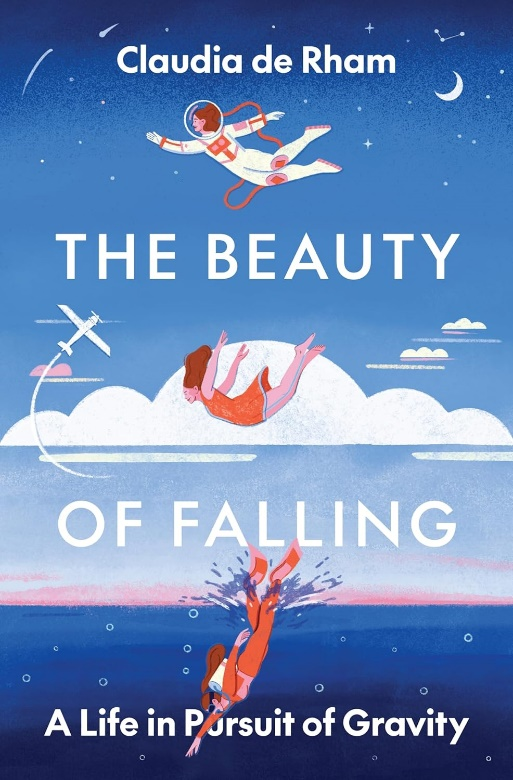 Claudia de Rham
THE BEAUTY
OF FALLING
A Life in Pursuit of Gravity